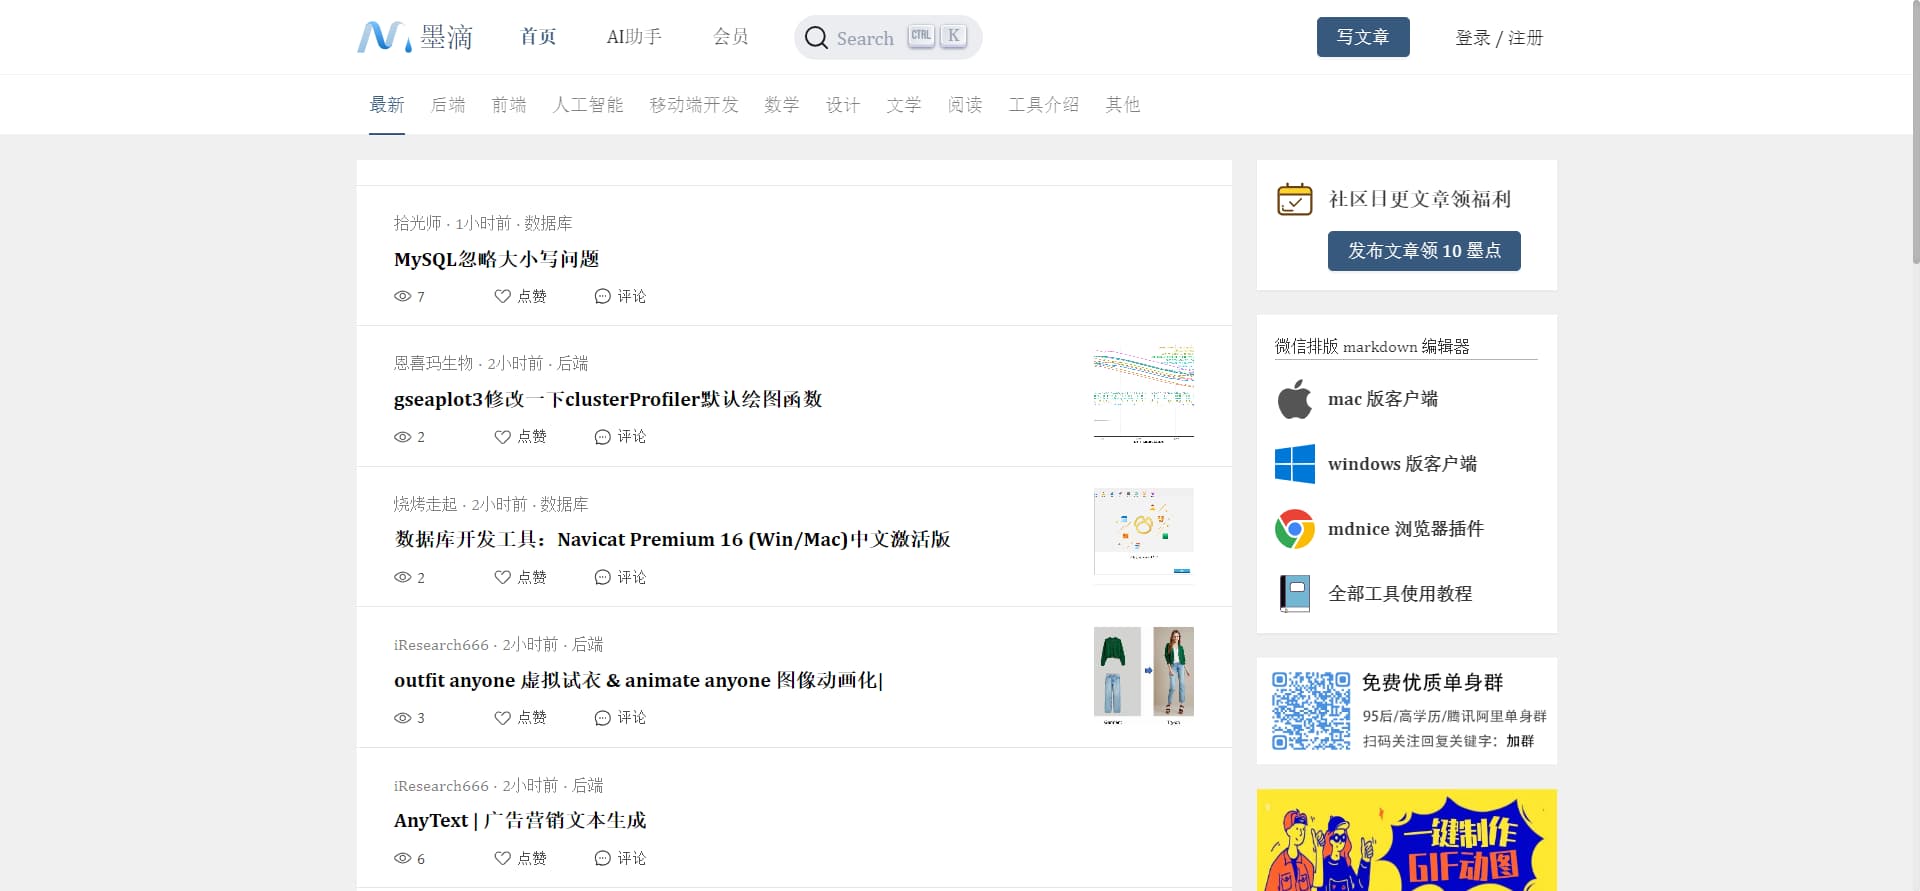 墨滴
首页
AI助手
会员
Search
CTRL
K
写文章
登录 / 注册
最新
后端
前端
人工智能
移动端开发
数学
设计
文学
阅读
工具介绍
其他
拾光师 · 1小时前 · 数据库
MySQL忽略大小写问题
7
点赞
评论
恩喜玛生物 · 2小时前 · 后端
gseaplot3修改一下clusterProfiler默认绘图函数
2
点赞
评论
烧烤走起 · 2小时前 · 数据库
数据库开发工具：Navicat Premium 16 (Win/Mac)中文激活版
2
点赞
评论
iResearch666 · 2小时前 · 后端
outfit anyone 虚拟试衣 & animate anyone 图像动画化|
3
点赞
评论
iResearch666 · 2小时前 · 后端
AnyText | 广告营销文本生成
6
点赞
评论
社区日更文章领福利
发布文章领 10 墨点
微信排版 markdown 编辑器
mac 版客户端
windows 版客户端
mdnice 浏览器插件
全部工具使用教程
免费优质单身群
95后/高学历/腾讯阿里单身群
扫码关注回复关键字：加群
一键制作
GIF动图